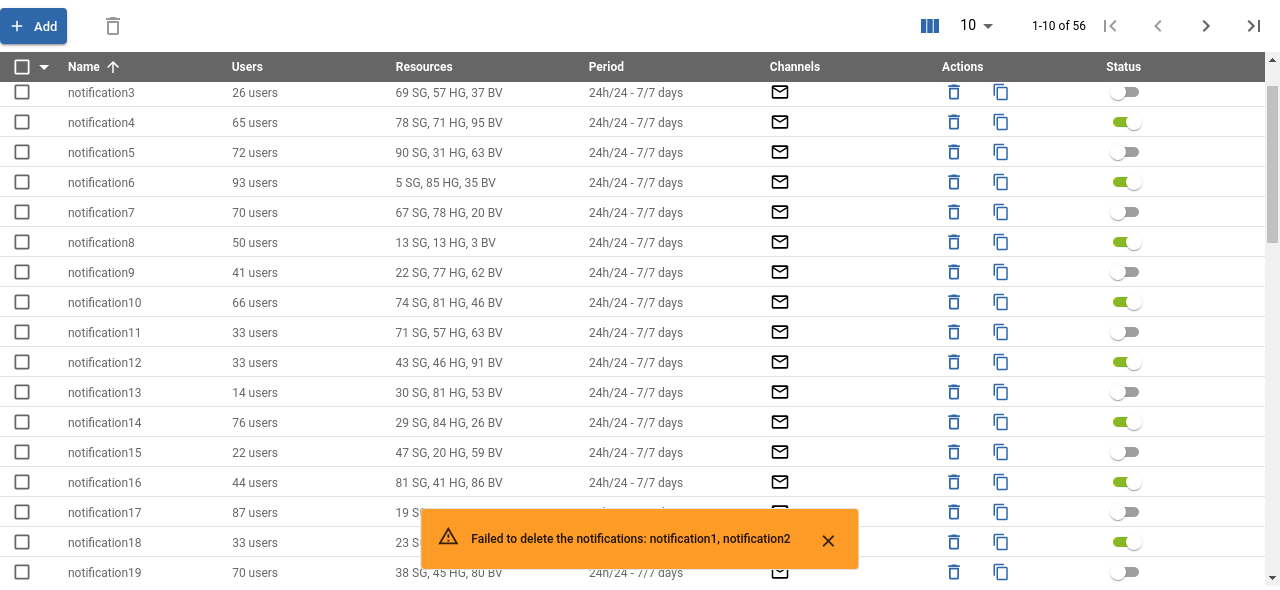 Add 10 1-10 of 56
Name Users Resources Period Channels Actions Status
notification3 26 users 69 SG, 57 HG, 37 BV 24h/24 - 7/7 days
notification4 65 users 78 SG, 71 HG, 95 BV 24h/24 - 7/7 days
notification5 72 users 90 SG, 31 HG, 63 BV 24h/24 - 7/7 days
notification6 93 users 5 SG, 85 HG, 35 BV 24h/24 - 7/7 days
notification7 70 users 67 SG, 78 HG, 20 BV 24h/24 - 7/7 days
notification8 50 users 13 SG, 13 HG, 3 BV 24h/24 - 7/7 days
notification9 41 users 22 SG, 77 HG, 62 BV 24h/24 - 7/7 days
notification10 66 users 74 SG, 81 HG, 46 BV 24h/24 - 7/7 days
notification11 33 users 71 SG, 57 HG, 63 BV 24h/24 - 7/7 days
notification12 33 users 43 SG, 46 HG, 91 BV 24h/24 - 7/7 days
notification13 14 users 30 SG, 81 HG, 53 BV 24h/24 - 7/7 days
notification14 76 users 29 SG, 84 HG, 26 BV 24h/24 - 7/7 days
notification15 22 users 47 SG, 20 HG, 59 BV 24h/24 - 7/7 days
notification16 44 users 81 SG, 41 HG, 86 BV 24h/24 - 7/7 days
notification17 87 users 19
notification18 33 users 23
Failed to delete the notifications: notification1, notification2
notification19 70 users 38 SG, 45 HG, 80 BV 24h/24 - 7/7 days